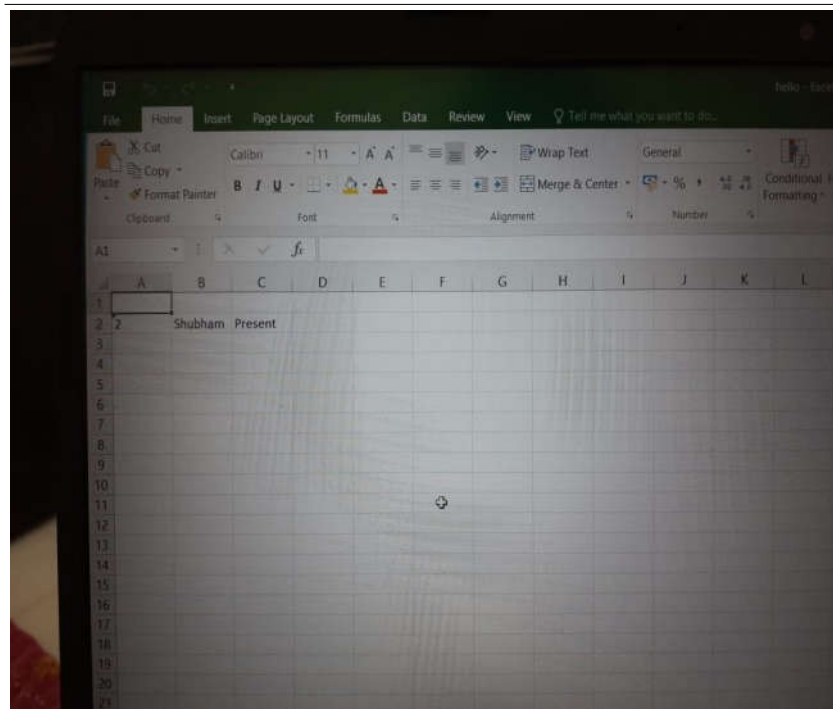 hello - Exce
File Home Insert Page Layout Formulas Data Review View Tell me what you want to do...
Cut
Copy
Format Painter
Paste
Calibri 11 A A
B I U A
Wrap Text
Merge & Center
General
% ,
Conditional
Formatting
Clipboard Font Alignment Number
A1 fx
A B C D E F G H I J K L
1
2 2 Shubham Present
3
4
5
6
7
8
9
10
11
12
13
14
15
16
17
18
19
20
21